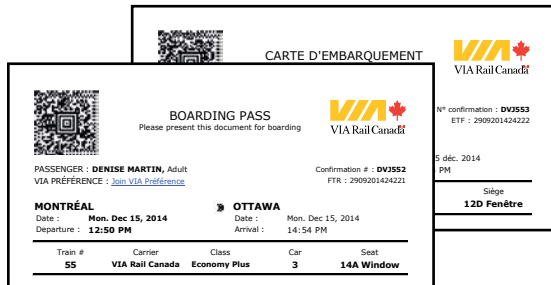 CARTE D'EMBARQUEMENT
VIA Rail Canada
N° confirmation : DVJ553
ETF : 2909201424222
5 déc. 2014
PM
Siège
12D Fenêtre
BOARDING PASS
Please present this document for boarding
VIA Rail Canada
PASSENGER : DENISE MARTIN, Adult
Confirmation # : DVJ552
VIA PRÉFÉRENCE : Join VIA Préférence
FTR : 2909201424221
MONTRÉAL » OTTAWA
Date : Mon. Dec 15, 2014 Date : Mon. Dec 15, 2014
Departure : 12:50 PM Arrival : 14:54 PM
Train # Carrier Class Car Seat
55 VIA Rail Canada Economy Plus 3 14A Window